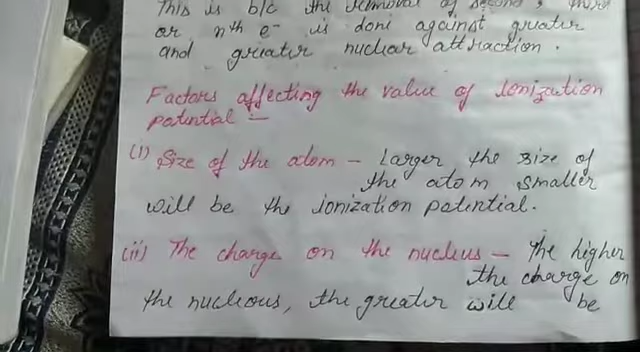 This is b/c the removal of second, third
or nth e- is done against greater
and greater nuclear attraction.
Factors affecting the value of Ionization
potential :-
(i) Size of the atom - Larger the size of
the atom smaller
will be the ionization potential.
(ii) The charge on the nucleus - The higher
the charge on
the nucleous, the greater will be